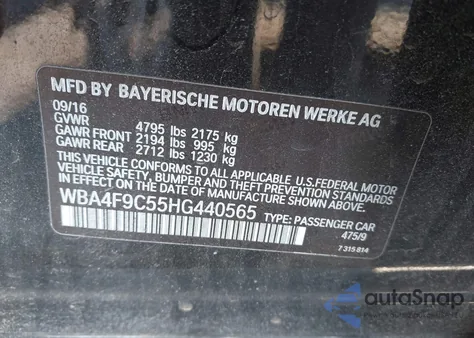 MFD BY BAYERISCHE MOTOREN WERKE AG
09/16
GVWR 4795 lbs 2175 kg
GAWR FRONT 2194 lbs 995 kg
GAWR REAR 2712 lbs 1230 kg
THIS VEHICLE CONFORMS TO ALL APPLICABLE U.S.FEDERAL MOTOR
VEHICLE SAFETY, BUMPER, AND THEFT PREVENTION STANDARDS
IN EFFECT ON THE DATE OF MANUFACTURE SHOWN ABOVE.
WBA4F9C55HG440565 TYPE: PASSENGER CAR
475/9
7 315 814
autoSnap